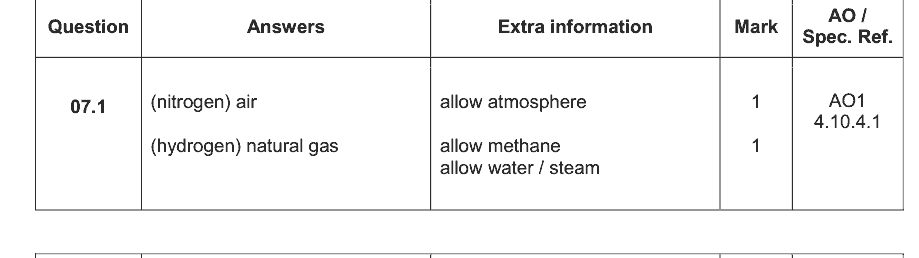 Question Answers Extra information Mark AO /
Spec. Ref.
07.1 (nitrogen) air allow atmosphere 1 AO1
4.10.4.1
(hydrogen) natural gas allow methane 1
allow water / steam